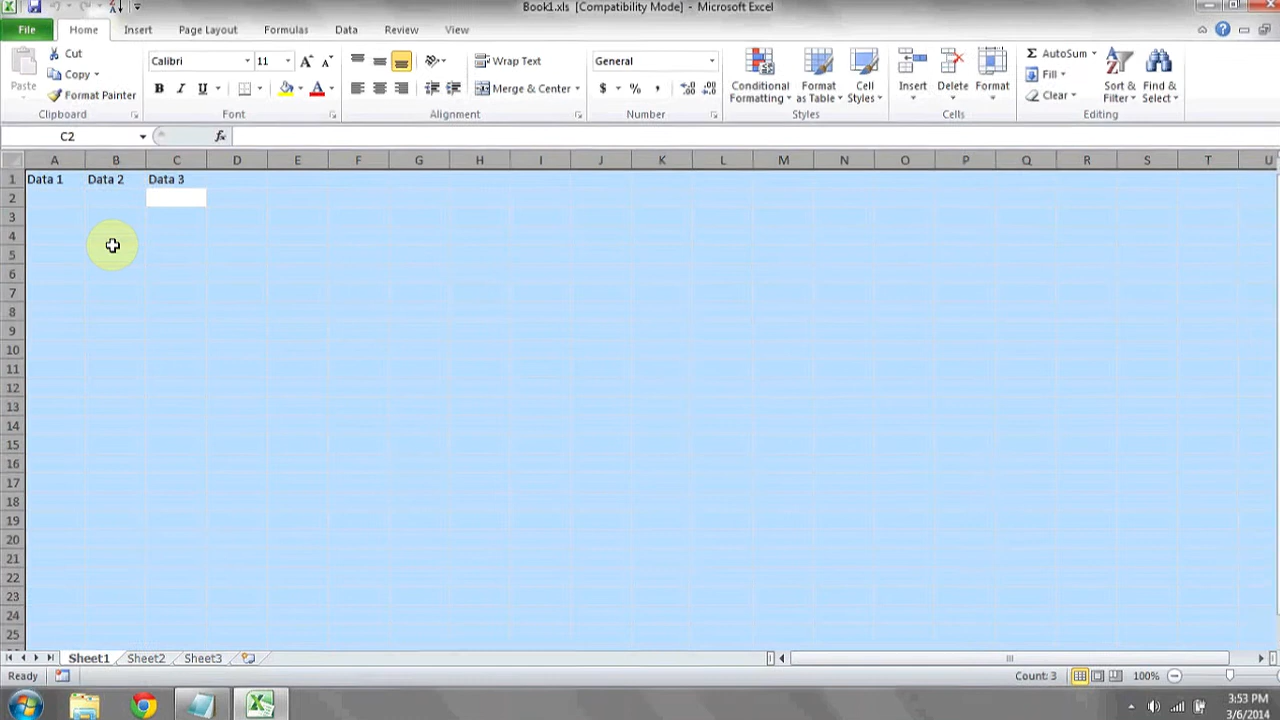 Book1.xls [Compatibility Mode] - Microsoft Excel
File Home Insert Page Layout Formulas Data Review View
Cut
Copy
Format Painter
Paste
Clipboard
Calibri 11
B I U A
Font
Wrap Text
Merge & Center
Alignment
General
$ % ,
Number
Conditional Formatting
Format as Table
Cell Styles
Styles
Insert Delete Format
Cells
Σ AutoSum
Fill
Clear
Sort & Filter
Find & Select
Editing
C2 fx
A B C D E F G H I J K L M N O P Q R S T U
1 Data 1 Data 2 Data 3
2
3
4
5
6
7
8
9
10
11
12
13
14
15
16
17
18
19
20
21
22
23
24
25
Sheet1 Sheet2 Sheet3
Ready Count: 3 100%
3:53 PM
3/6/2014